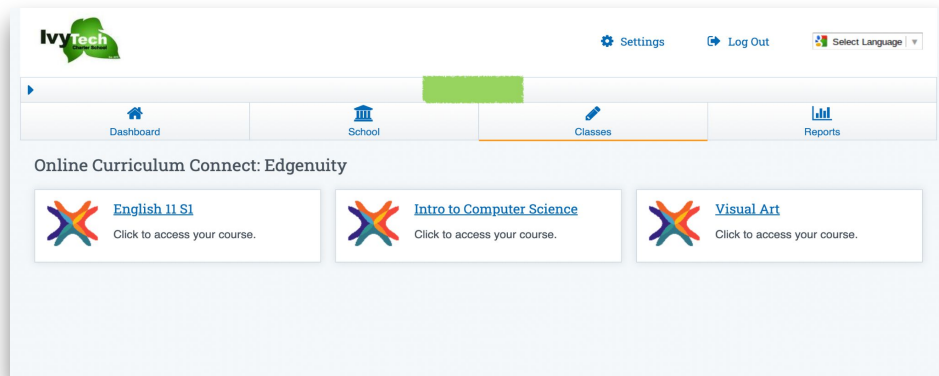 IvyTech
Charter School
Settings
Log Out
Select Language
Dashboard
School
Classes
Reports
Online Curriculum Connect: Edgenuity
English 11 S1
Click to access your course.
Intro to Computer Science
Click to access your course.
Visual Art
Click to access your course.